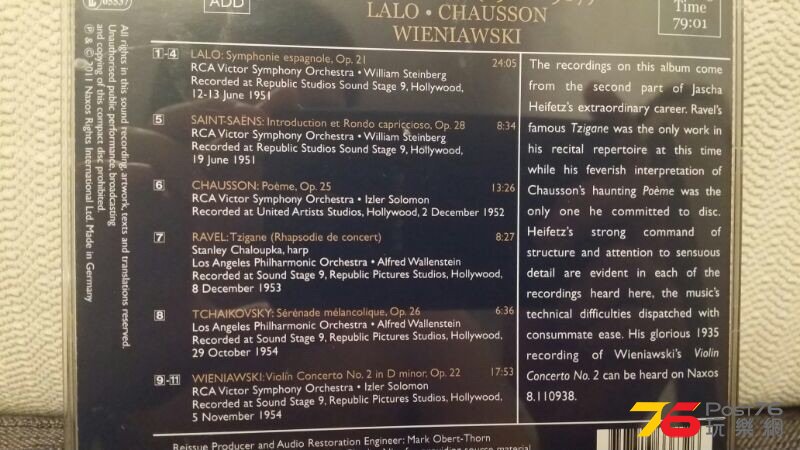 05537
ADD
LALO • CHAUSSON
WIENIAWSKI
Time
79:01
1-4 LALO: Symphonie espagnole, Op. 21 24:05
RCA Victor Symphony Orchestra • William Steinberg
Recorded at Republic Studios Sound Stage 9, Hollywood,
12-13 June 1951
5 SAINT-SAËNS: Introduction et Rondo capriccioso, Op. 28 8:34
RCA Victor Symphony Orchestra • William Steinberg
Recorded at Republic Studios Sound Stage 9, Hollywood,
19 June 1951
6 CHAUSSON: Poème, Op. 25 13:26
RCA Victor Symphony Orchestra • Izler Solomon
Recorded at United Artists Studios, Hollywood, 2 December 1952
7 RAVEL: Tzigane (Rhapsodie de concert) 8:27
Stanley Chaloupka, harp
Los Angeles Philharmonic Orchestra • Alfred Wallenstein
Recorded at Sound Stage 9, Republic Pictures Studios, Hollywood,
8 December 1953
8 TCHAIKOVSKY: Sérénade mélancolique, Op. 26 6:36
Los Angeles Philharmonic Orchestra • Alfred Wallenstein
Recorded at Sound Stage 9, Republic Pictures Studios, Hollywood,
29 October 1954
9-11 WIENIAWSKI: Violin Concerto No. 2 in D minor, Op. 22 17:53
RCA Victor Symphony Orchestra • Izler Solomon
Recorded at Sound Stage 9, Republic Pictures Studios, Hollywood,
5 November 1954
Reissue Producer and Audio Restoration Engineer: Mark Obert-Thorn
for providing source material
The recordings on this album come
from the second part of Jascha
Heifetz's extraordinary career. Ravel's
famous Tzigane was the only work in
his recital repertoire at this time
while his feverish interpretation of
Chausson's haunting Poème was the
only one he committed to disc.
Heifetz's strong command of
structure and attention to sensuous
detail are evident in each of the
recordings heard here, the music's
technical difficulties dispatched with
consummate ease. His glorious 1935
recording of Wieniawski's Violin
Concerto No. 2 can be heard on Naxos
8.110938.
All rights in this sound recording, artwork, texts and translations reserved.
Unauthorised public performance, broadcasting
and copying of this compact disc prohibited.
℗ & © 2011 Naxos Rights International Ltd. Made in Germany
76 Post76
玩樂網